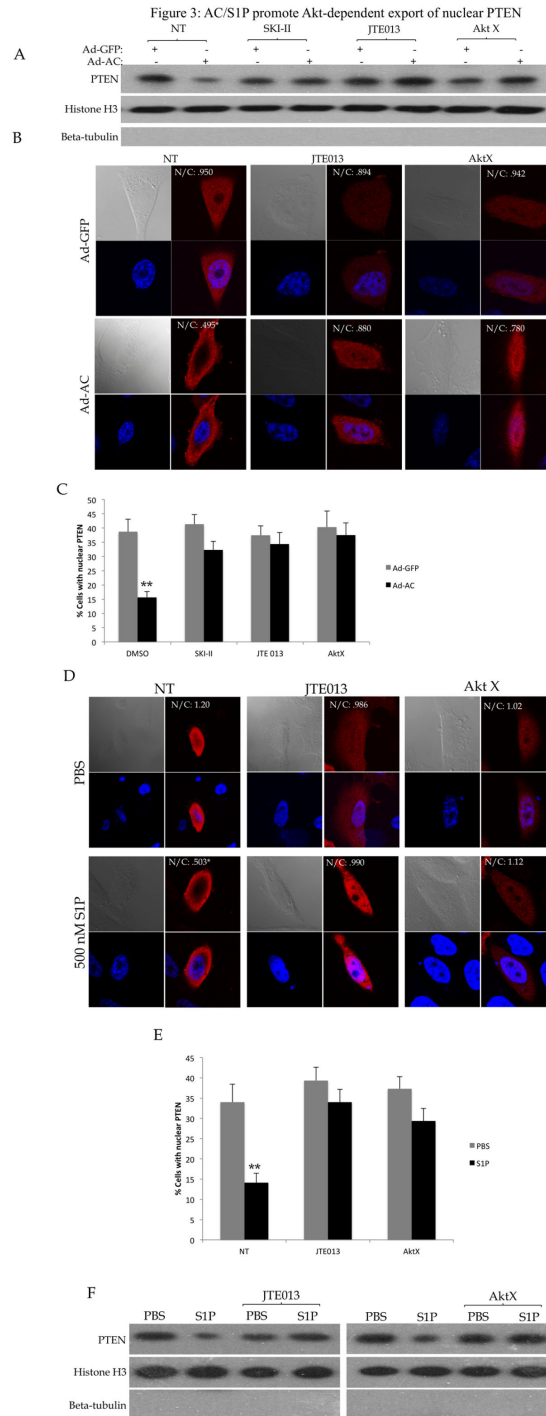 Figure 3: AC/S1P promote Akt-dependent export of nuclear PTEN
A
NT SKI-II JTE013 Akt X
Ad-GFP + - + - + - + -
Ad-AC - + - + - + - +
PTEN
Histone H3
Beta-tubulin
B
NT JTE013 AktX
Ad-GFP
N/C: .950 N/C: .894 N/C: .942
Ad-AC
N/C: .495* N/C: .880 N/C: .780
C
% Cells with nuclear PTEN
50
45
40
35
30
25
20
15
10
5
0
**
Ad-GFP
Ad-AC
DMSO SKI-II JTE 013 AktX
D
NT JTE013 Akt X
PBS
N/C: 1.20 N/C: .986 N/C: 1.02
500 nM S1P
N/C: .503* N/C: .990 N/C: 1.12
E
% Cells with nuclear PTEN
45
40
35
30
25
20
15
10
5
0
**
PBS
S1P
NT JTE013 AktX
F
JTE013 AktX
PBS S1P PBS S1P PBS S1P PBS S1P
PTEN
Histone H3
Beta-tubulin